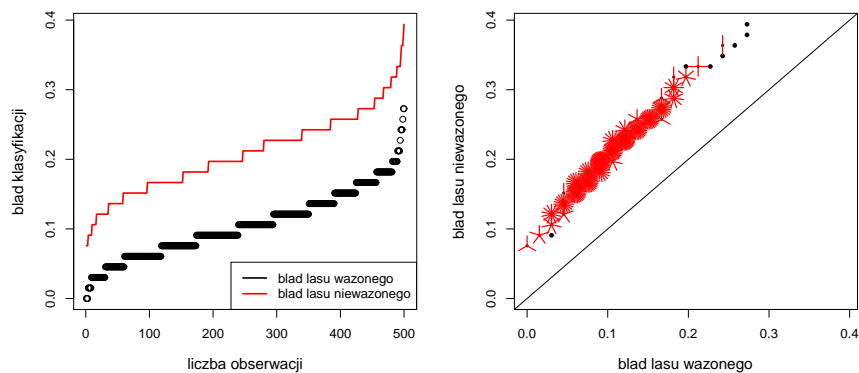 blad klasyfikacji
0.4
0.3
0.2
0.1
0.0
0 100 200 300 400 500
liczba obserwacji
blad lasu wazonego
blad lasu niewazonego
blad lasu niewazonego
0.4
0.3
0.2
0.1
0.0
0.0 0.1 0.2 0.3 0.4
blad lasu wazonego